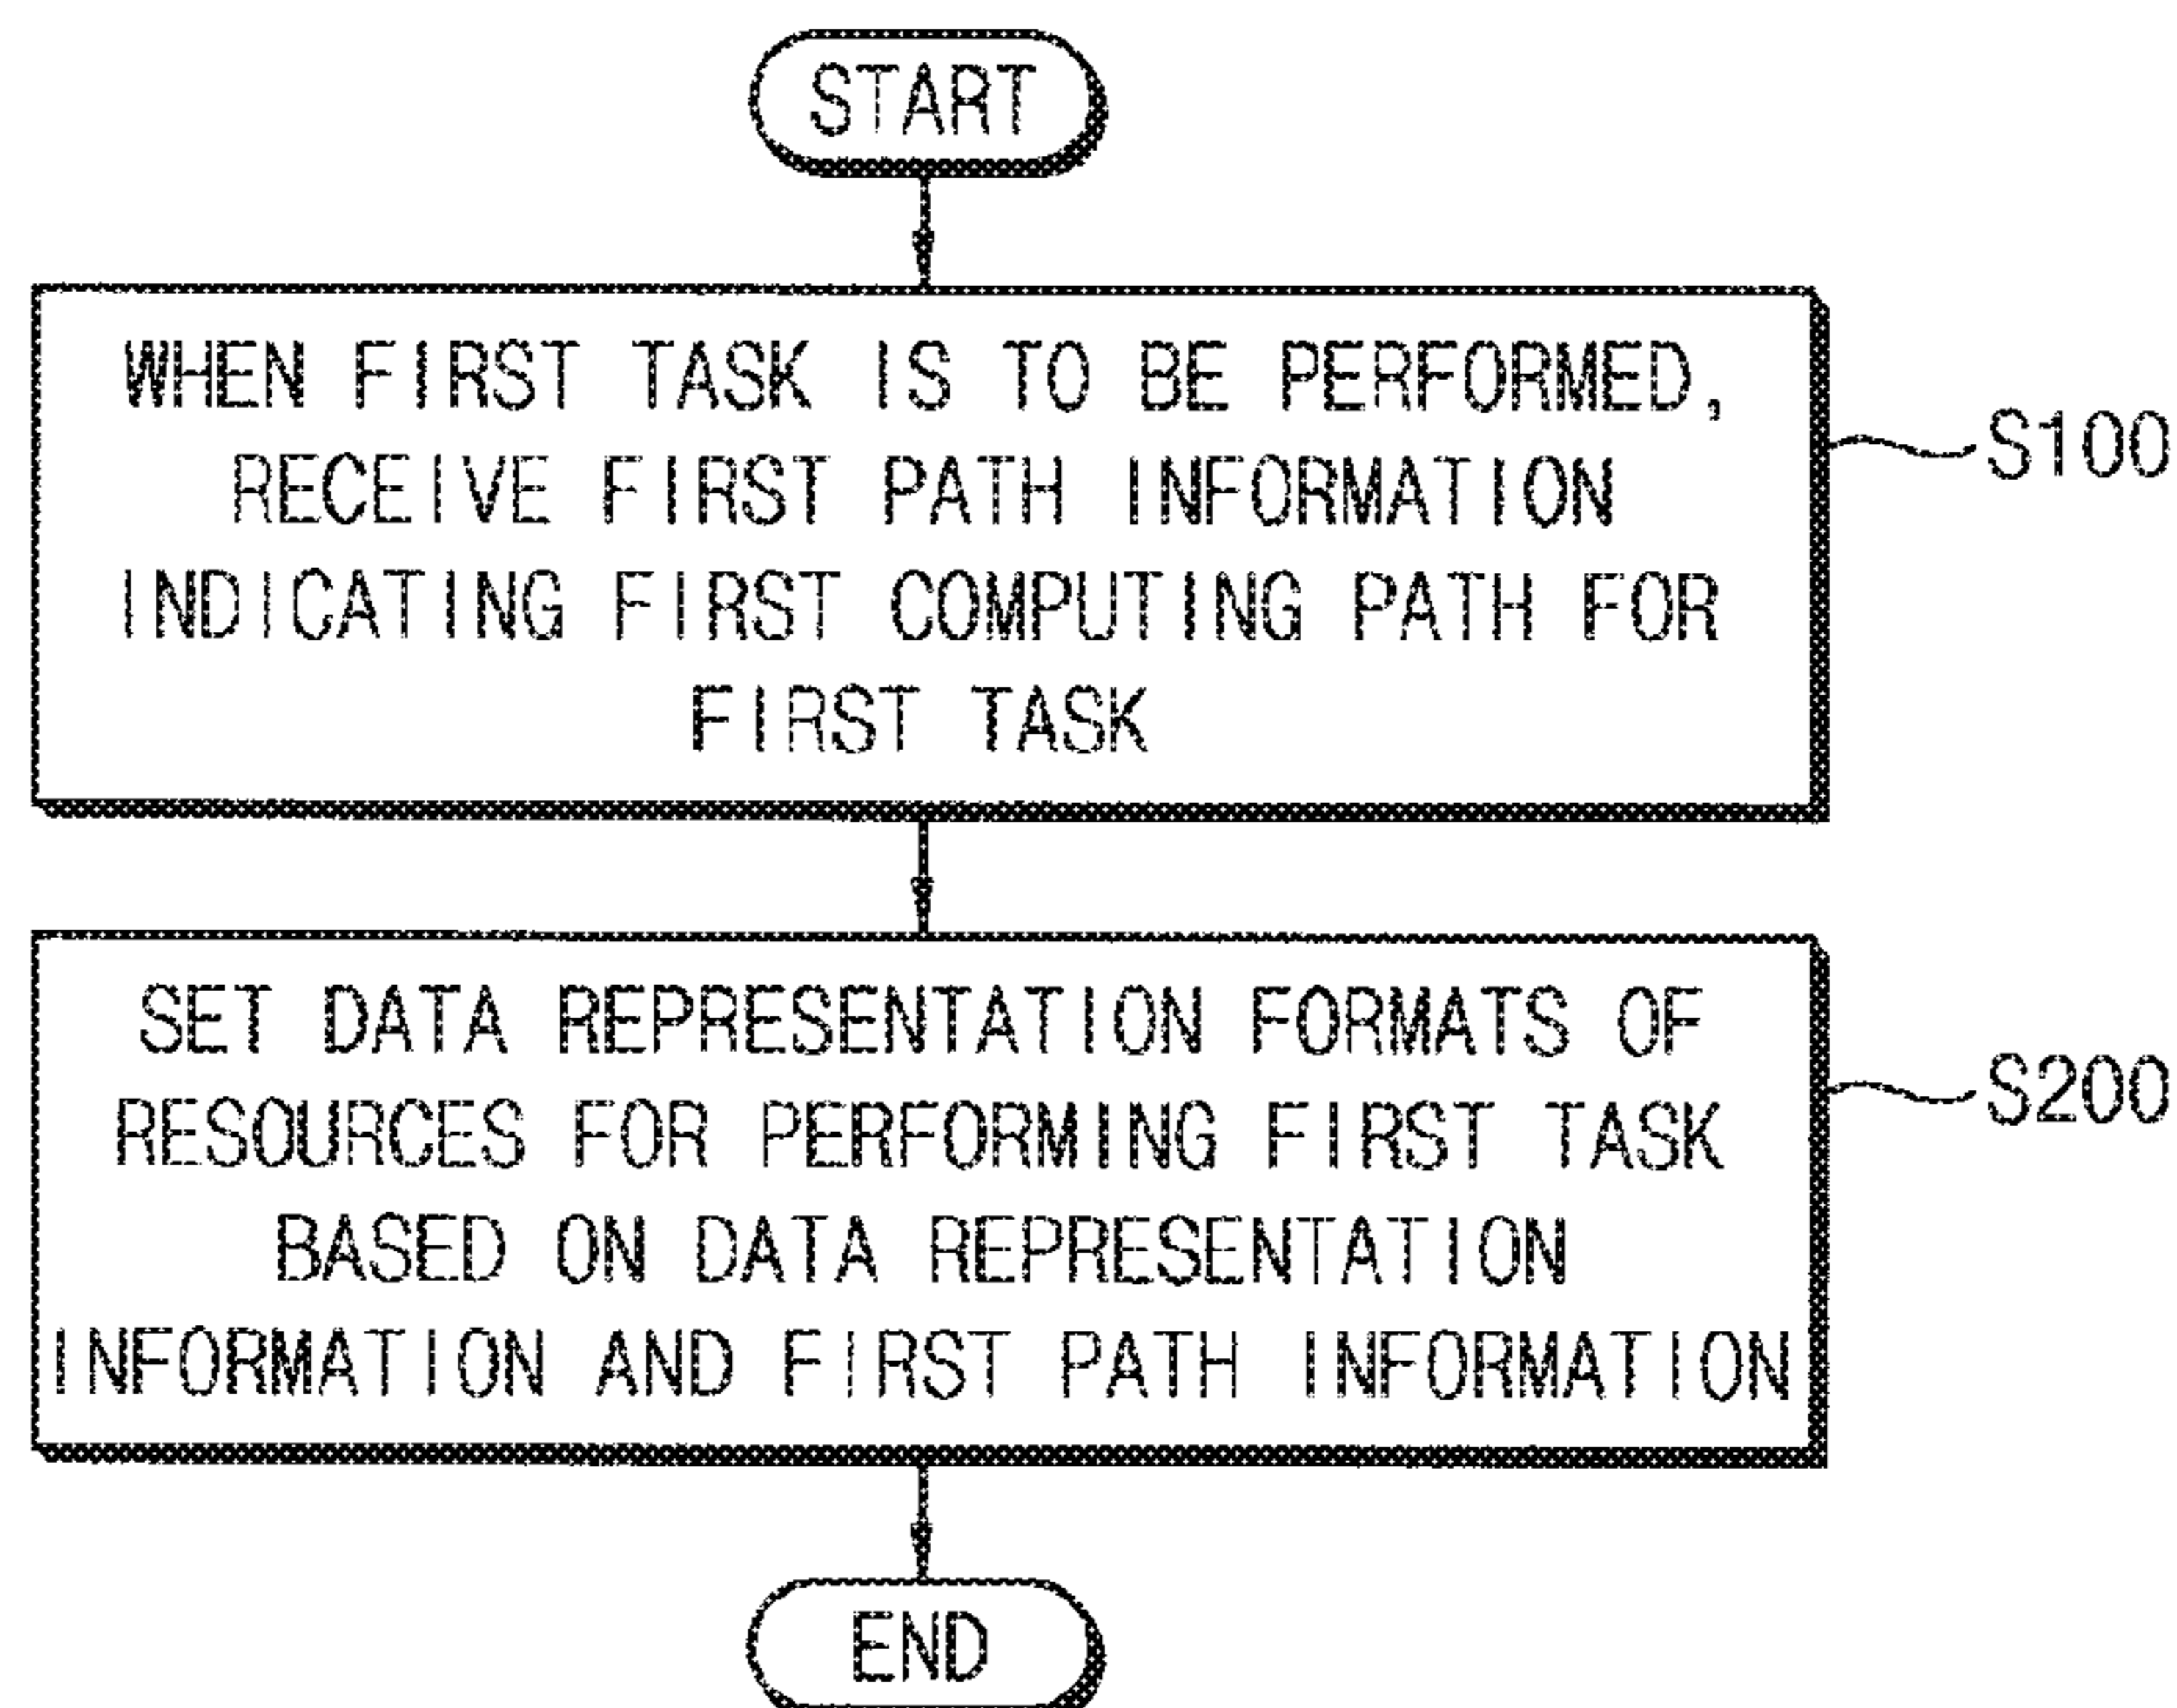 START
WHEN FIRST TASK IS TO BE PERFORMED,
RECEIVE FIRST PATH INFORMATION
INDICATING FIRST COMPUTING PATH FOR
FIRST TASK
S100
SET DATA REPRESENTATION FORMATS OF
RESOURCES FOR PERFORMING FIRST TASK
BASED ON DATA REPRESENTATION
INFORMATION AND FIRST PATH INFORMATION
S200
END